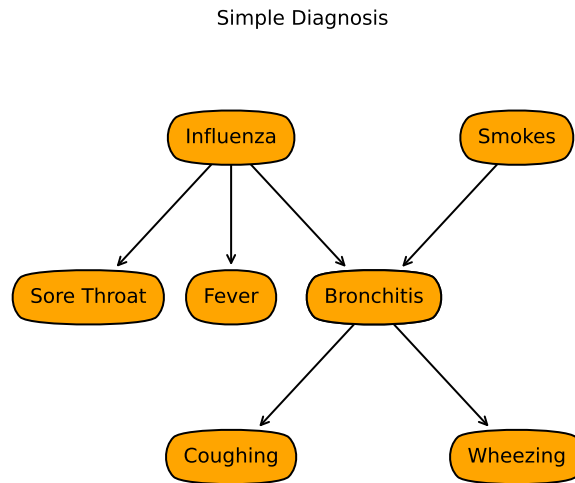 Simple Diagnosis
Influenza
Smokes
Sore Throat
Fever
Bronchitis
Coughing
Wheezing